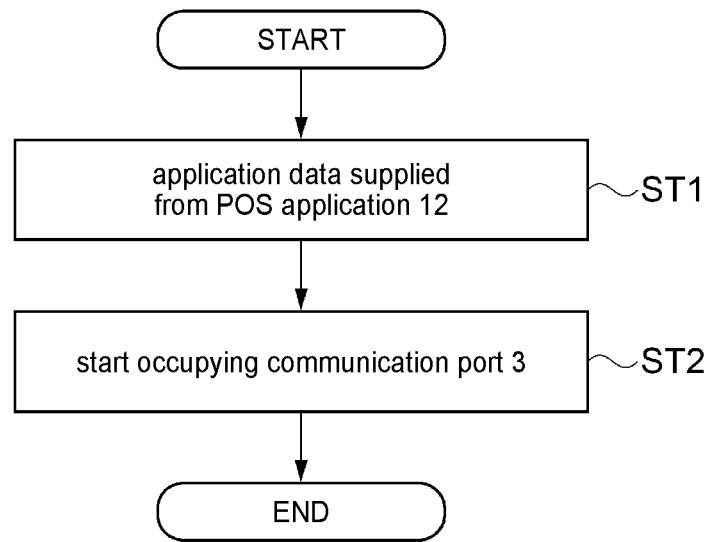 START
application data supplied
from POS application 12
ST1
start occupying communication port 3
ST2
END